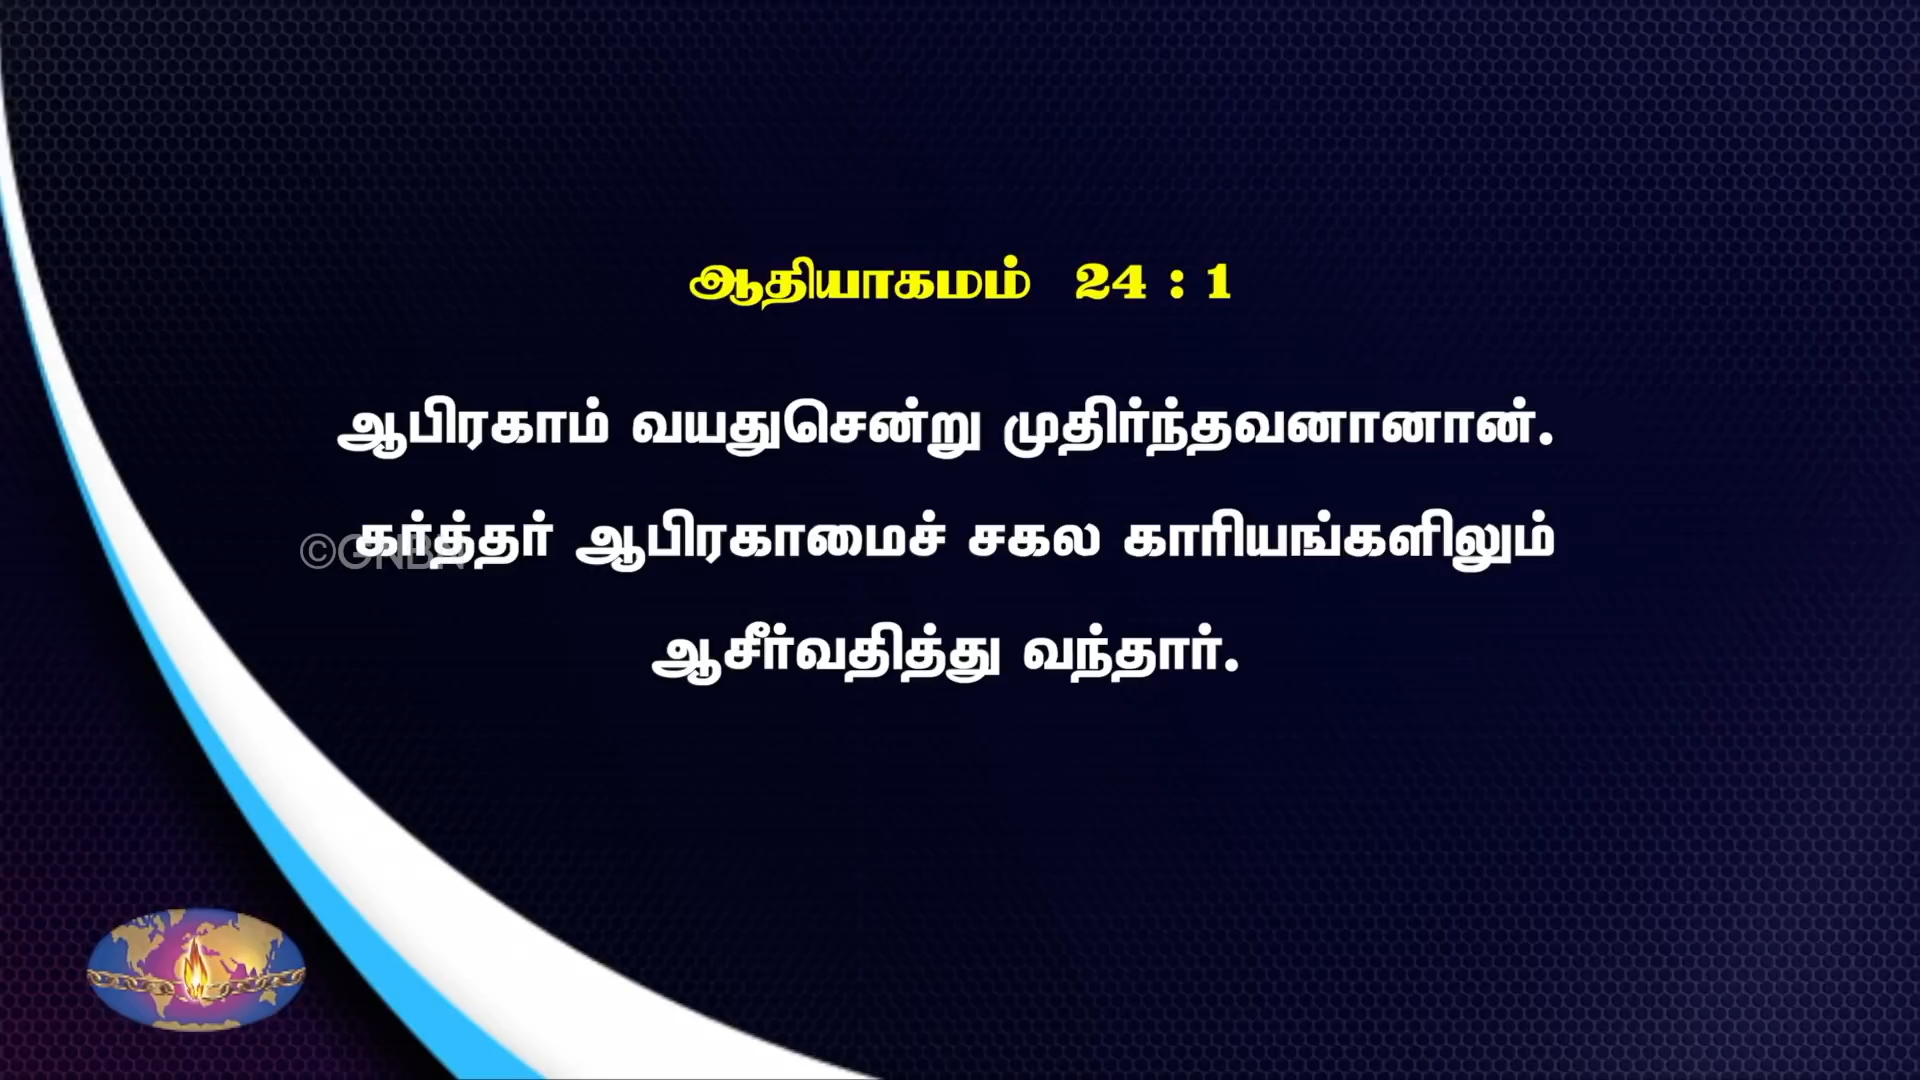 ஆதியாகமம் 24 : 1
ஆபிரகாம் வயதுசென்று முதிர்ந்தவனானான்.
கர்த்தர் ஆபிரகாமைச் சகல காரியங்களிலும்
ஆசீர்வதித்து வந்தார்.